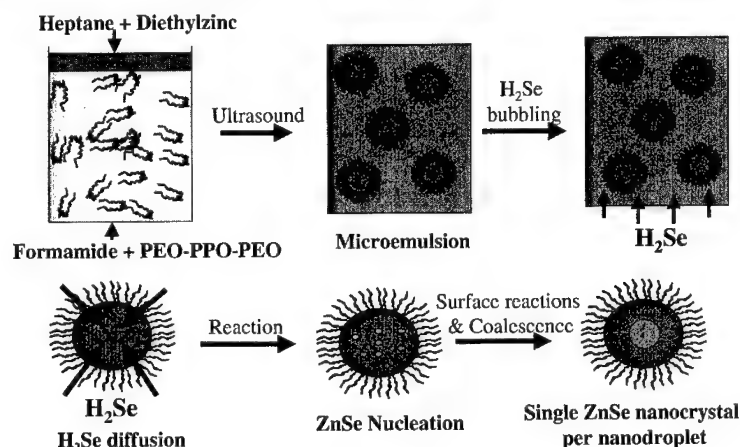 Heptane + Diethylzinc
Ultrasound
H₂Se
bubbling
Formamide + PEO-PPO-PEO
Microemulsion
H₂Se
Reaction
Surface reactions
& Coalescence
H₂Se
H₂Se diffusion
ZnSe Nucleation
Single ZnSe nanocrystal
per nanodroplet